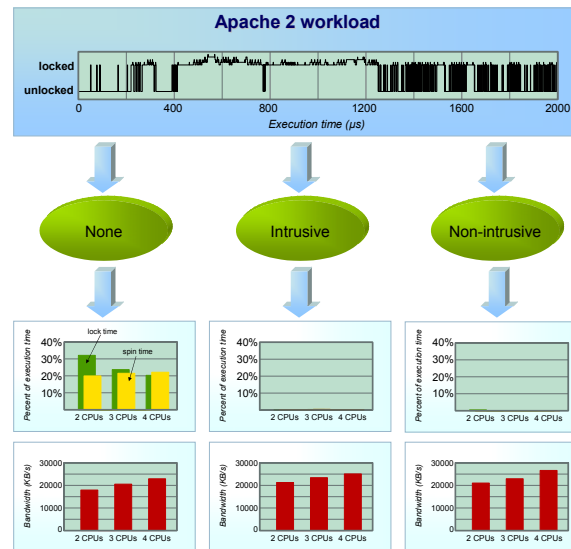 Apache 2 workload
locked
unlocked
0 400 800 1200 1600 2000
Execution time (µs)
None Intrusive Non-intrusive
Percent of execution time
40%
30%
20%
10%
lock time
spin time
2 CPUs 3 CPUs 4 CPUs
Percent of execution time
40%
30%
20%
10%
2 CPUs 3 CPUs 4 CPUs
Percent of execution time
40%
30%
20%
10%
2 CPUs 3 CPUs 4 CPUs
Bandwidth (KB/s)
30000
20000
10000
0
2 CPUs 3 CPUs 4 CPUs
Bandwidth (KB/s)
30000
20000
10000
0
2 CPUs 3 CPUs 4 CPUs
Bandwidth (KB/s)
30000
20000
10000
0
2 CPUs 3 CPUs 4 CPUs